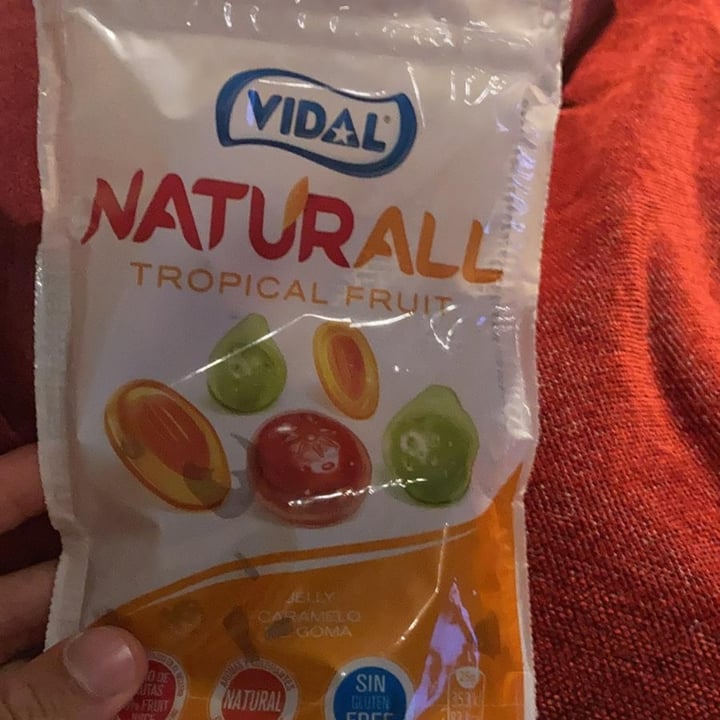 VIDAL
NATURALL
TROPICAL FRUIT
JELLY
CARAMELO
GOMA
NATURAL
SIN
GLUTEN
FREE